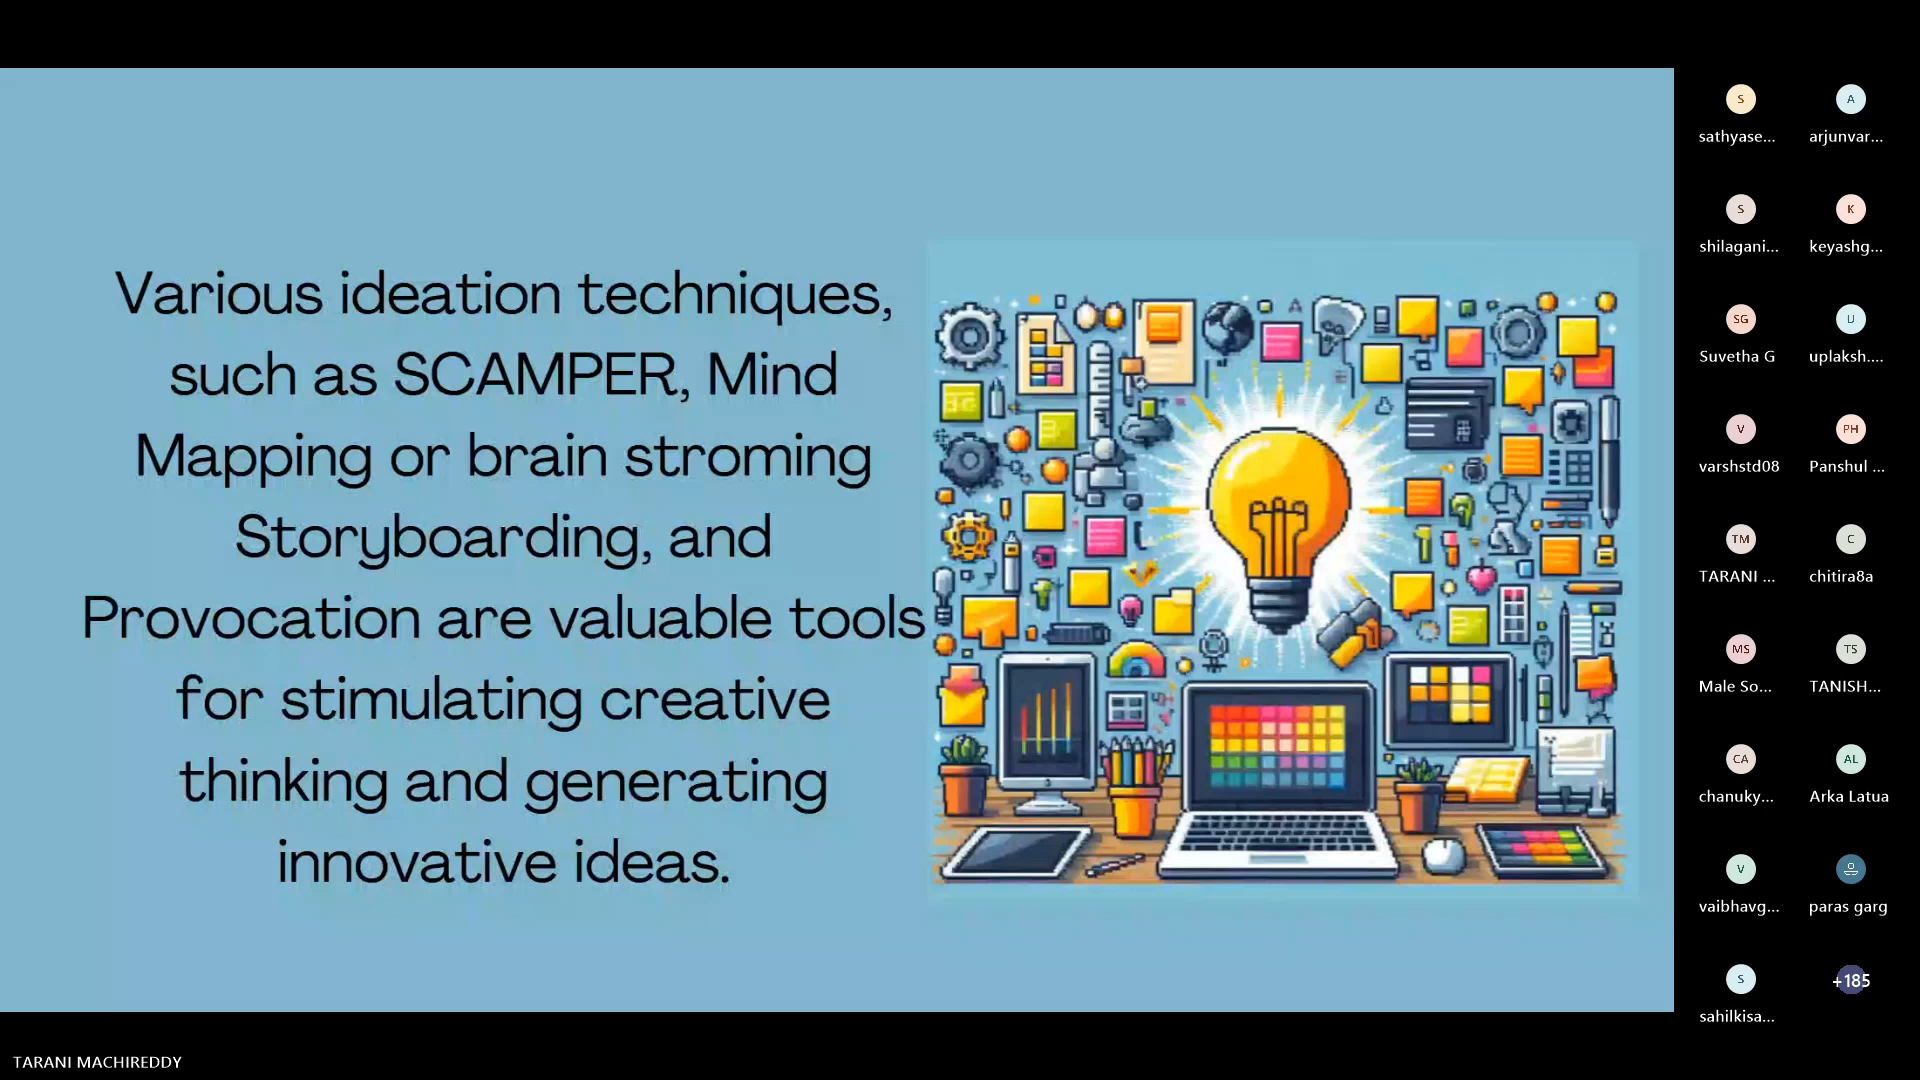 Various ideation techniques,
such as SCAMPER, Mind
Mapping or brain stroming
Storyboarding, and
Provocation are valuable tools
for stimulating creative
thinking and generating
innovative ideas.
S
A
sathyase...
arjunvar...
S
K
shilagani...
keyashg...
SG
U
Suvetha G
uplaksh....
V
PH
varshstd08
Panshul ...
TM
C
TARANI ...
chitira8a
MS
TS
Male So...
TANISH...
CA
AL
chanuky...
Arka Latua
V
vaibhavg...
paras garg
S
+185
sahilkisa...
TARANI MACHIREDDY